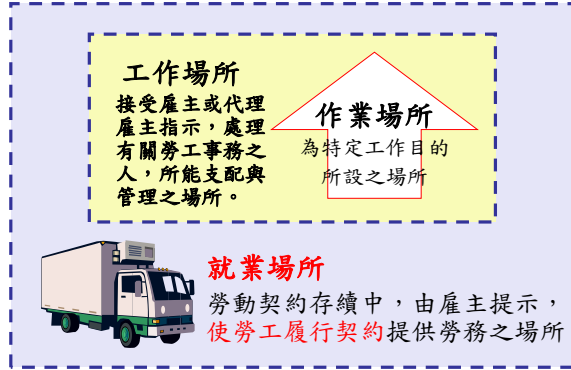 工作場所
接受雇主或代理
雇主指示，處理
有關勞工事務之
人，所能支配與
管理之場所。
作業場所
為特定工作目的
所設之場所
就業場所
勞動契約存續中，由雇主提示，
使勞工履行契約提供勞務之場所